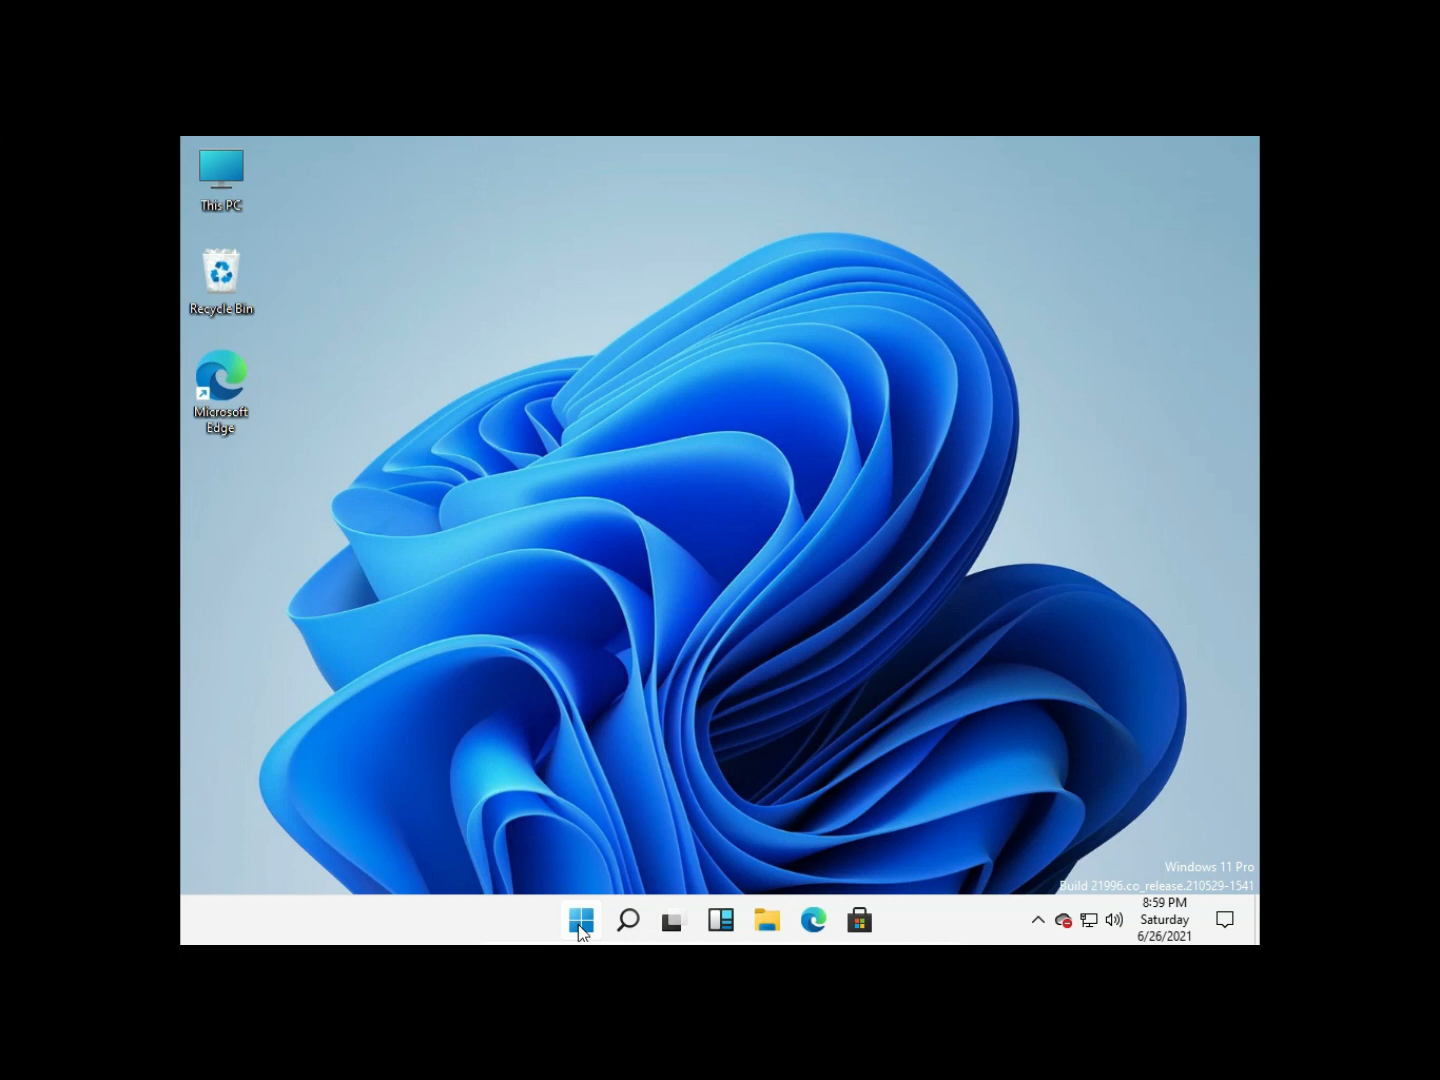 This PC
Recycle Bin
Microsoft
Edge
Windows 11 Pro
Build 21996.co_release.210529-1541
8:59 PM
Saturday
6/26/2021